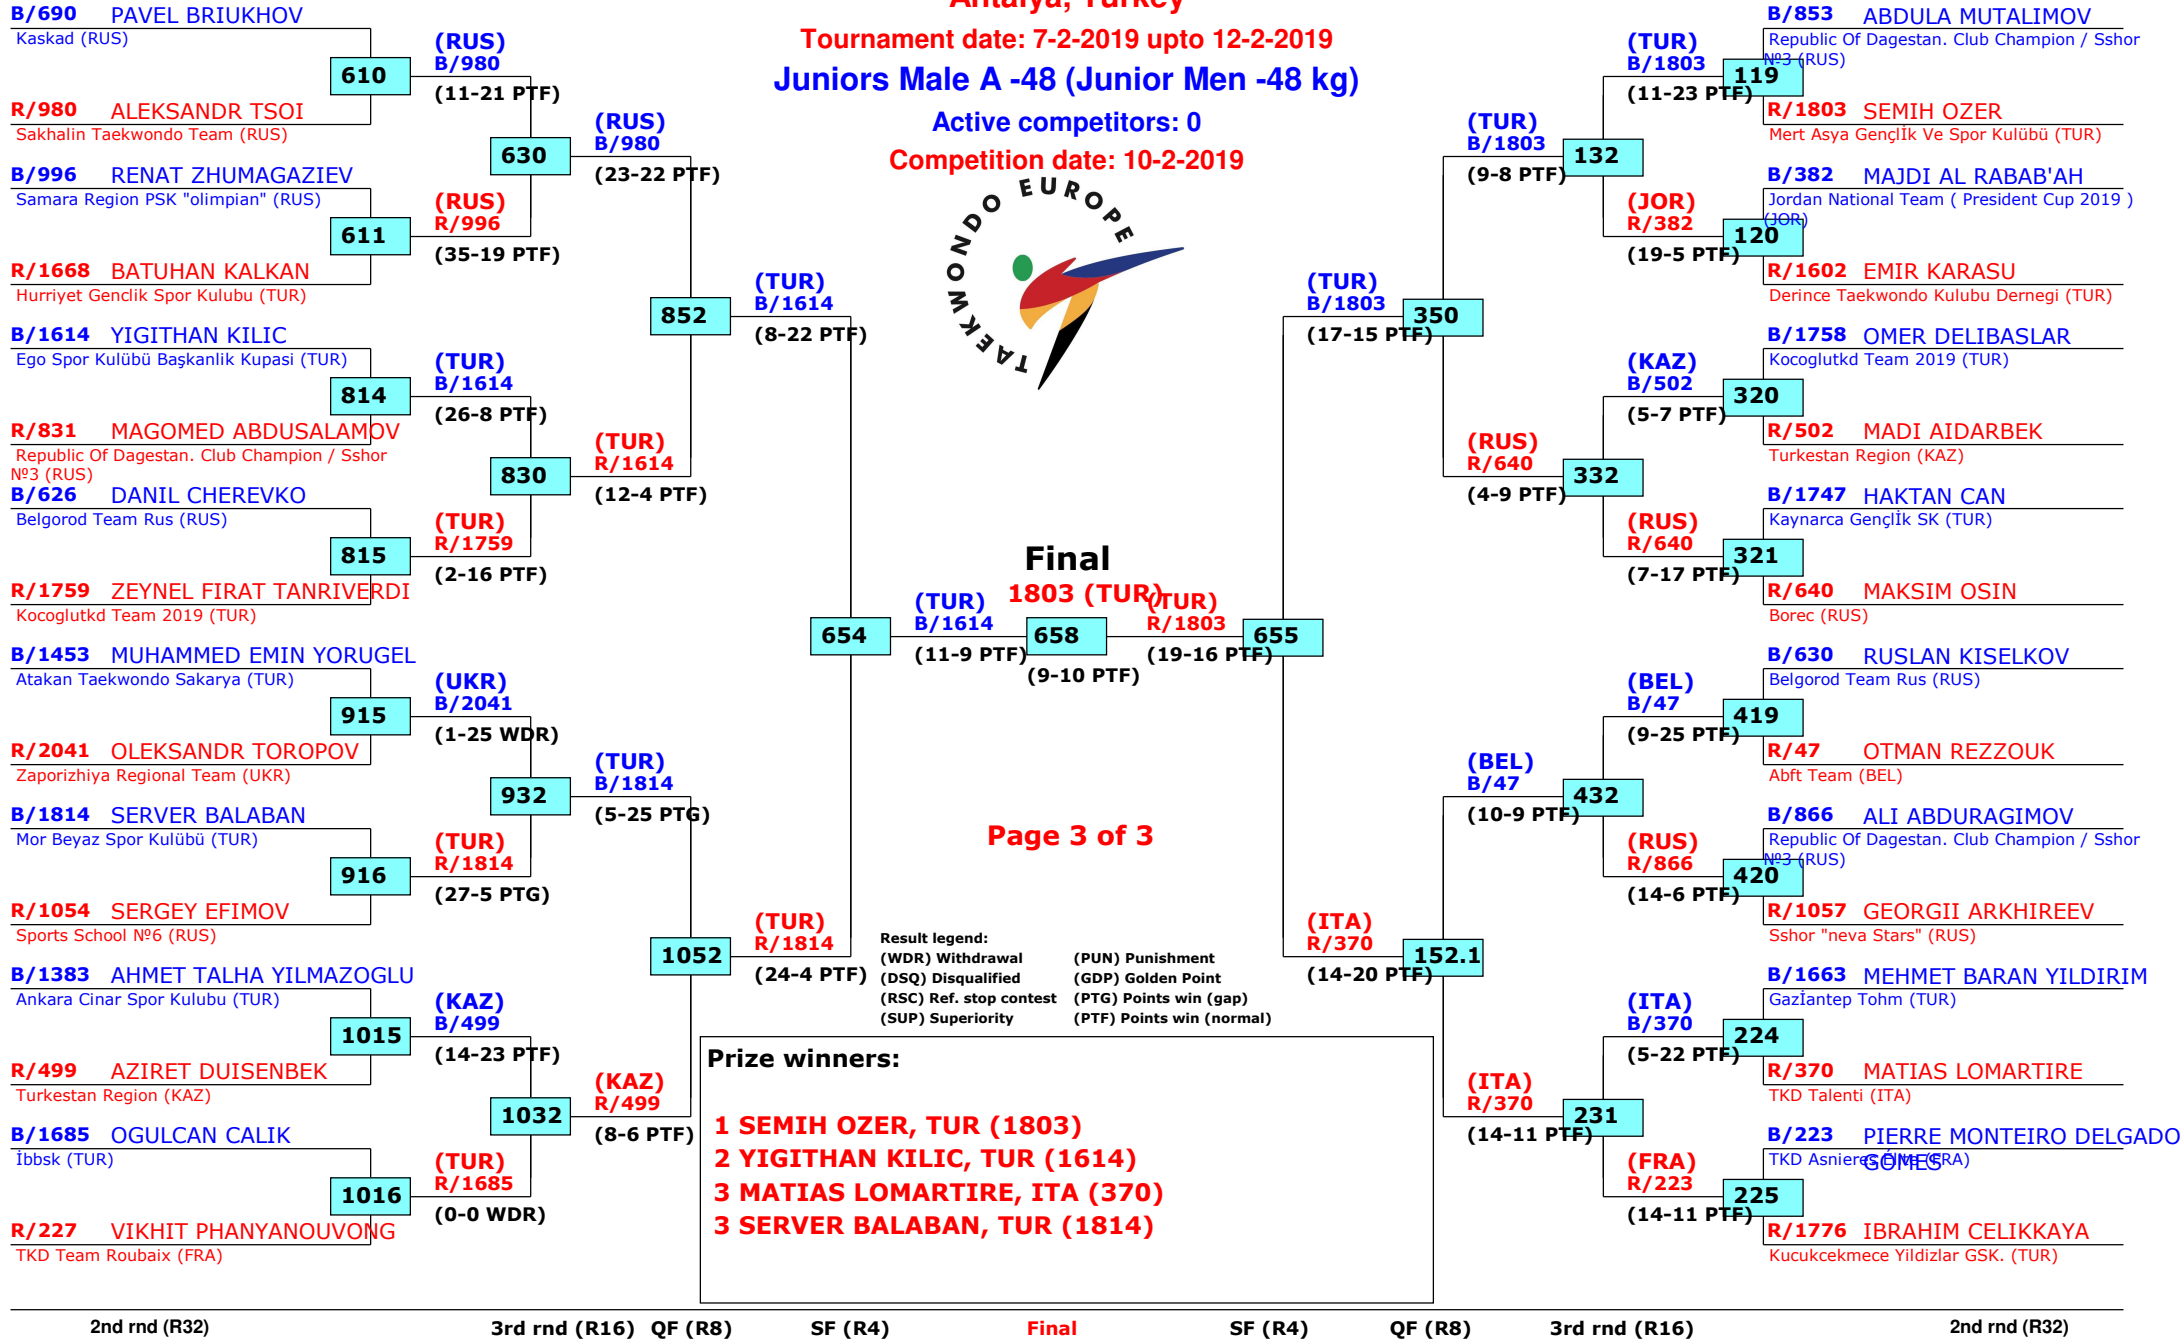 Antalya, Turkey
Tournament date: 7-2-2019 upto 12-2-2019
Juniors Male A -48 (Junior Men -48 kg)
Active competitors: 0
Competition date: 10-2-2019
TAEKWONDO EUROPE
B/690 PAVEL BRIUKHOV
Kaskad (RUS)
610
R/980 ALEKSANDR TSOI
Sakhalin Taekwondo Team (RUS)
B/996 RENAT ZHUMAGAZIEV
Samara Region PSK "olimpian" (RUS)
611
R/1668 BATUHAN KALKAN
Hurriyet Genclik Spor Kulubu (TUR)
B/1614 YIGITHAN KILIC
Ego Spor Kulübü Başkanlik Kupasi (TUR)
814
R/831 MAGOMED ABDUSALAMOV
Republic Of Dagestan. Club Champion / Sshor
№3 (RUS)
B/626 DANIL CHEREVKO
Belgorod Team Rus (RUS)
815
R/1759 ZEYNEL FIRAT TANRIVERDI
Kocoglutkd Team 2019 (TUR)
B/1453 MUHAMMED EMIN YORUGEL
Atakan Taekwondo Sakarya (TUR)
915
R/2041 OLEKSANDR TOROPOV
Zaporizhiya Regional Team (UKR)
B/1814 SERVER BALABAN
Mor Beyaz Spor Kulübü (TUR)
916
R/1054 SERGEY EFIMOV
Sports School №6 (RUS)
B/1383 AHMET TALHA YILMAZOGLU
Ankara Cinar Spor Kulubu (TUR)
1015
R/499 AZIRET DUISENBEK
Turkestan Region (KAZ)
B/1685 OGULCAN CALIK
İbbsk (TUR)
1016
R/227 VIKHIT PHANYANOUVONG
TKD Team Roubaix (FRA)
(RUS)
B/980
(11-21 PTF)
630
(RUS)
R/996
(35-19 PTF)
(TUR)
B/1614
(26-8 PTF)
830
(TUR)
R/1759
(2-16 PTF)
(UKR)
B/2041
(1-25 WDR)
932
(TUR)
R/1814
(27-5 PTG)
(KAZ)
B/499
(14-23 PTF)
1032
(TUR)
R/1685
(0-0 WDR)
(RUS)
B/980
(23-22 PTF)
852
(TUR)
R/1614
(12-4 PTF)
(TUR)
B/1814
(5-25 PTG)
1052
(KAZ)
R/499
(8-6 PTF)
(TUR)
B/1614
(8-22 PTF)
654
(TUR)
R/1814
(24-4 PTF)
Final
1803 (TUR)
(TUR)
B/1614
(11-9 PTF)
658
(9-10 PTF)
(TUR)
R/1803
(19-16 PTF)
655
Page 3 of 3
Result legend:
(WDR) Withdrawal (PUN) Punishment
(DSQ) Disqualified (GDP) Golden Point
(RSC) Ref. stop contest (PTG) Points win (gap)
(SUP) Superiority (PTF) Points win (normal)
Prize winners:
1 SEMIH OZER, TUR (1803)
2 YIGITHAN KILIC, TUR (1614)
3 MATIAS LOMARTIRE, ITA (370)
3 SERVER BALABAN, TUR (1814)
(TUR)
B/1803
(17-15 PTF)
350
(ITA)
R/370
(14-20 PTF)
152.1
(TUR)
B/1803
(9-8 PTF)
132
(RUS)
R/640
(4-9 PTF)
332
(BEL)
B/47
(10-9 PTF)
432
(ITA)
R/370
(14-11 PTF)
231
(TUR)
B/1803
(11-23 PTF)
119
(JOR)
R/382
(19-5 PTF)
120
(KAZ)
B/502
(5-7 PTF)
320
(RUS)
R/640
(7-17 PTF)
321
(BEL)
B/47
(9-25 PTF)
419
(RUS)
R/866
(14-6 PTF)
420
(ITA)
B/370
(5-22 PTF)
224
(FRA)
R/223
(14-11 PTF)
225
B/853 ABDULA MUTALIMOV
Republic Of Dagestan. Club Champion / Sshor
№3 (RUS)
R/1803 SEMIH OZER
Mert Asya Gençlİk Ve Spor Kulübü (TUR)
B/382 MAJDI AL RABAB'AH
Jordan National Team ( President Cup 2019 )
(JOR)
R/1602 EMIR KARASU
Derince Taekwondo Kulubu Dernegi (TUR)
B/1758 OMER DELIBASLAR
Kocoglutkd Team 2019 (TUR)
R/502 MADI AIDARBEK
Turkestan Region (KAZ)
B/1747 HAKTAN CAN
Kaynarca Gençlİk SK (TUR)
R/640 MAKSIM OSIN
Borec (RUS)
B/630 RUSLAN KISELKOV
Belgorod Team Rus (RUS)
R/47 OTMAN REZZOUK
Abft Team (BEL)
B/866 ALI ABDURAGIMOV
Republic Of Dagestan. Club Champion / Sshor
№3 (RUS)
R/1057 GEORGII ARKHIREEV
Sshor "neva Stars" (RUS)
B/1663 MEHMET BARAN YILDIRIM
Gazİantep Tohm (TUR)
R/370 MATIAS LOMARTIRE
TKD Talenti (ITA)
B/223 PIERRE MONTEIRO DELGADO
GOMES
TKD Asnieres Élite (FRA)
R/1776 IBRAHIM CELIKKAYA
Kucukcekmece Yildizlar GSK. (TUR)
2nd rnd (R32) 3rd rnd (R16) QF (R8) SF (R4) Final SF (R4) QF (R8) 3rd rnd (R16) 2nd rnd (R32)